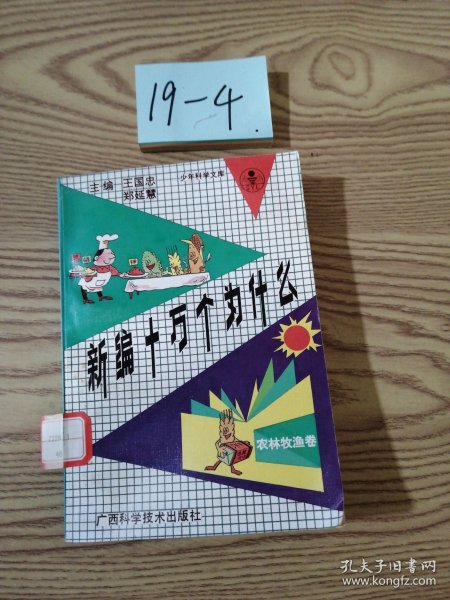 19-4.
主编 王国忠
郑延慧
少年科学文库
新编十万个为什么
农林牧渔卷
广西科学技术出版社
孔夫子旧书网
www.kongfz.com